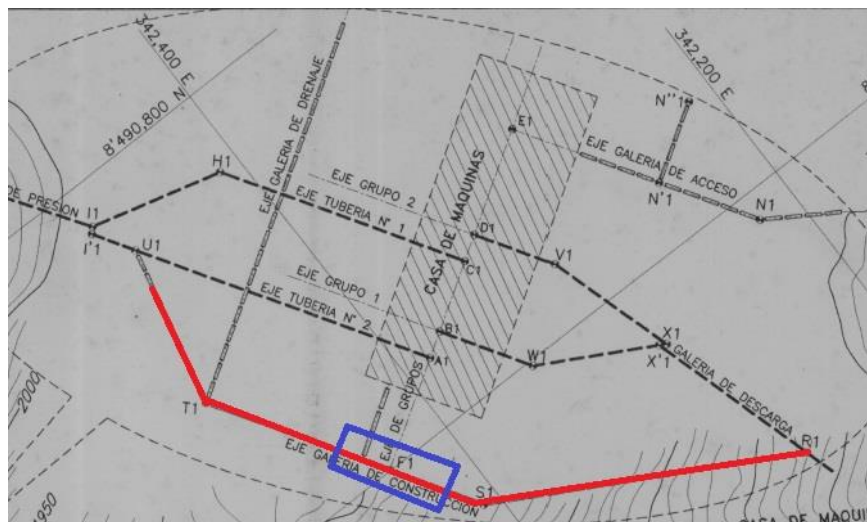 342,400 E
8'490,800 N
342,200 E
N''1
E1
EJE GALERIA DE DRENAJE
EJE GALERIA DE ACCESO
H1
N'1
N1
DE PRESION
I1
I'1
U1
EJE GRUPO 2
EJE TUBERIA N° 1
CASA DE MAQUINAS
D1
C1
V1
EJE GRUPO 1
EJE TUBERIA N° 2
B1
A1
W1
X1
X'1
GALERIA DE DESCARGA
2000
T1
EJE DE GRUPOS
F1
EJE GALERIA DE CONSTRUCCION
S1
R1
1950
CASA DE MAQU